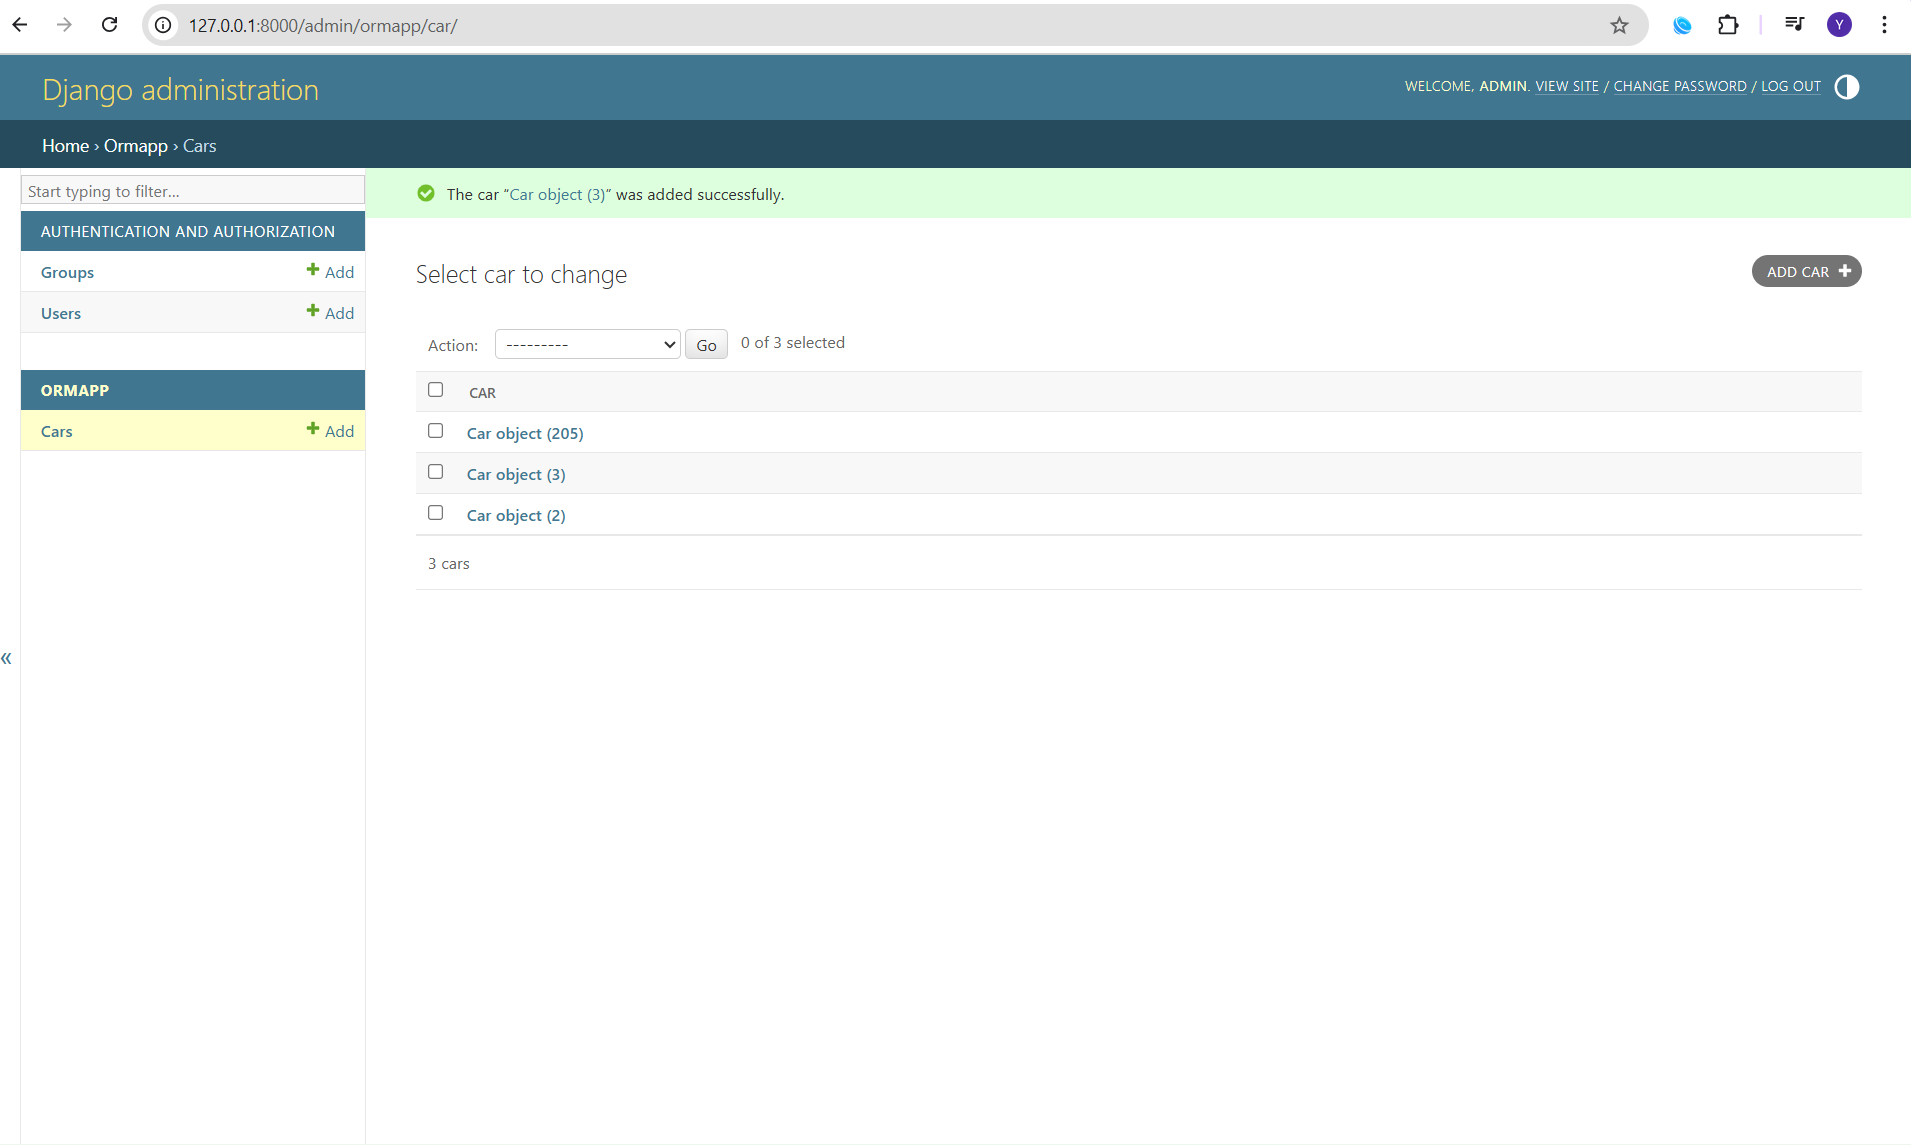 127.0.0.1:8000/admin/ormapp/car/
Y
Django administration
WELCOME, ADMIN. VIEW SITE / CHANGE PASSWORD / LOG OUT
Home › Ormapp › Cars
Start typing to filter...
The car “Car object (3)” was added successfully.
AUTHENTICATION AND AUTHORIZATION
Groups Add
Users Add
ORMAPP
Cars Add
Select car to change
ADD CAR
Action: --------- Go 0 of 3 selected
CAR
Car object (205)
Car object (3)
Car object (2)
3 cars
«